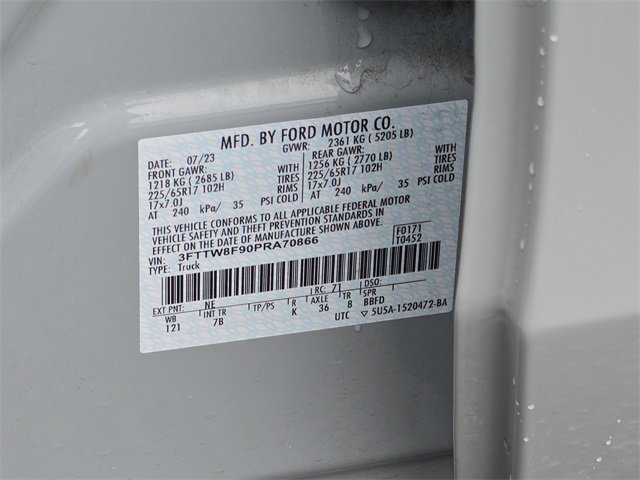 MFD. BY FORD MOTOR CO.
DATE: 07/23 GVWR: 2361 KG ( 5205 LB)
FRONT GAWR: WITH REAR GAWR: WITH
1218 KG ( 2685 LB) TIRES 1256 KG ( 2770 LB) TIRES
225/65R17 102H RIMS 225/65R17 102H RIMS
17x7.0J 17x7.0J
AT 240 kPa/ 35 PSI COLD AT 240 kPa/ 35 PSI COLD
THIS VEHICLE CONFORMS TO ALL APPLICABLE FEDERAL MOTOR
VEHICLE SAFETY AND THEFT PREVENTION STANDARDS IN
EFFECT ON THE DATE OF MANUFACTURE SHOWN ABOVE.
VIN: 3FTTW8F90PRA70866 F0171
TYPE: Truck T0452
EXT PNT: NE RC: 71 DSO:
WB INT TR TP/PS R AXLE TR SPR
121 7B K 36 8 BBFD
UTC ▽ 5U5A-1520472-BA